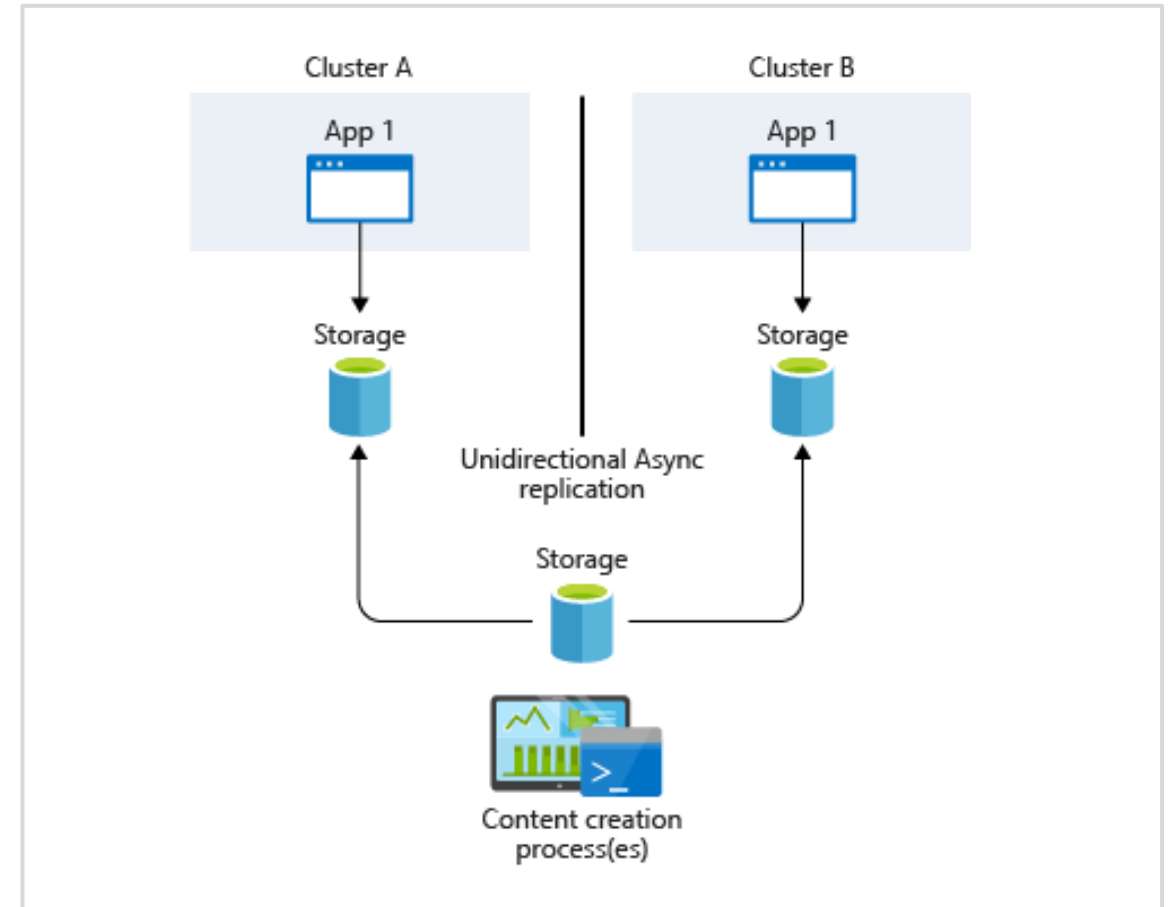 Cluster A
Cluster B
App 1
App 1
Storage
Storage
Unidirectional Async
replication
Storage
>_
Content creation
process(es)